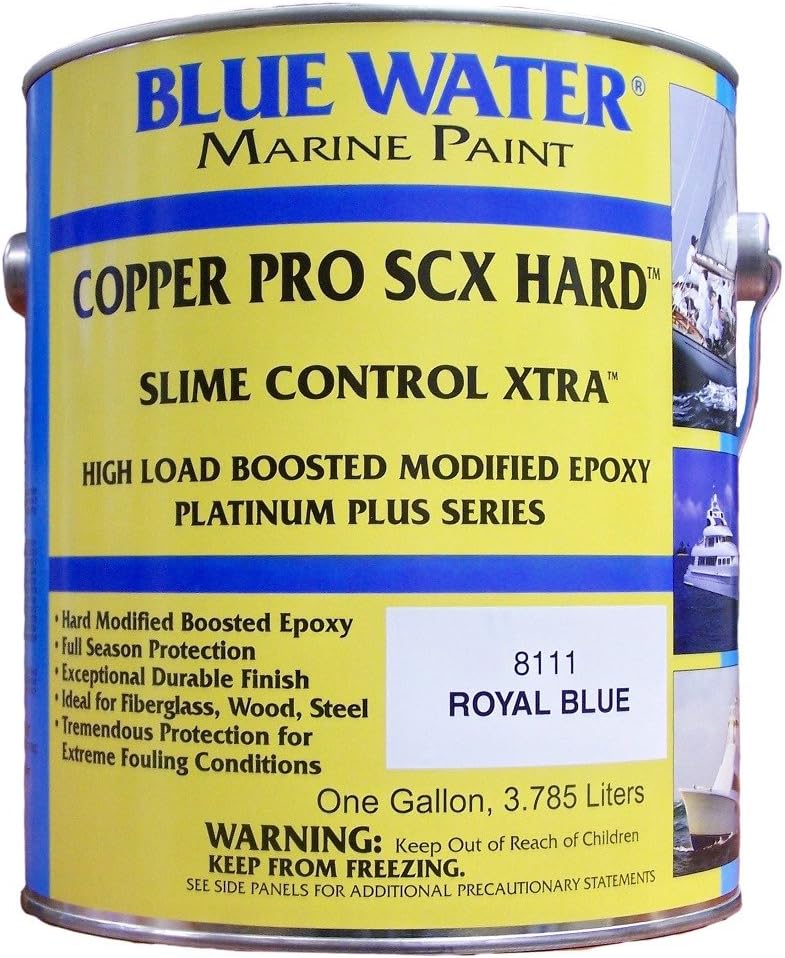 BLUE WATER®
MARINE PAINT
COPPER PRO SCX HARD™
SLIME CONTROL XTRA™
HIGH LOAD BOOSTED MODIFIED EPOXY
PLATINUM PLUS SERIES
• Hard Modified Boosted Epoxy
• Full Season Protection
• Exceptional Durable Finish
• Ideal for Fiberglass, Wood, Steel
• Tremendous Protection for
Extreme Fouling Conditions
8111
ROYAL BLUE
One Gallon, 3.785 Liters
WARNING: Keep Out of Reach of Children
KEEP FROM FREEZING.
SEE SIDE PANELS FOR ADDITIONAL PRECAUTIONARY STATEMENTS